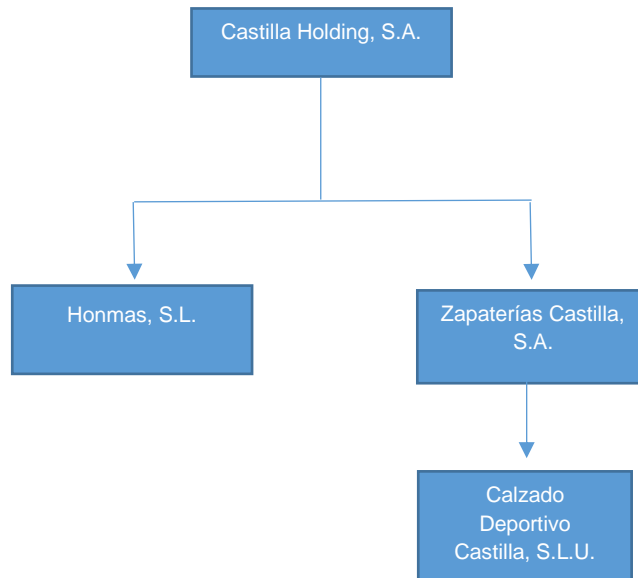 Castilla Holding, S.A.
Honmas, S.L.
Zapaterías Castilla,
S.A.
Calzado
Deportivo
Castilla, S.L.U.